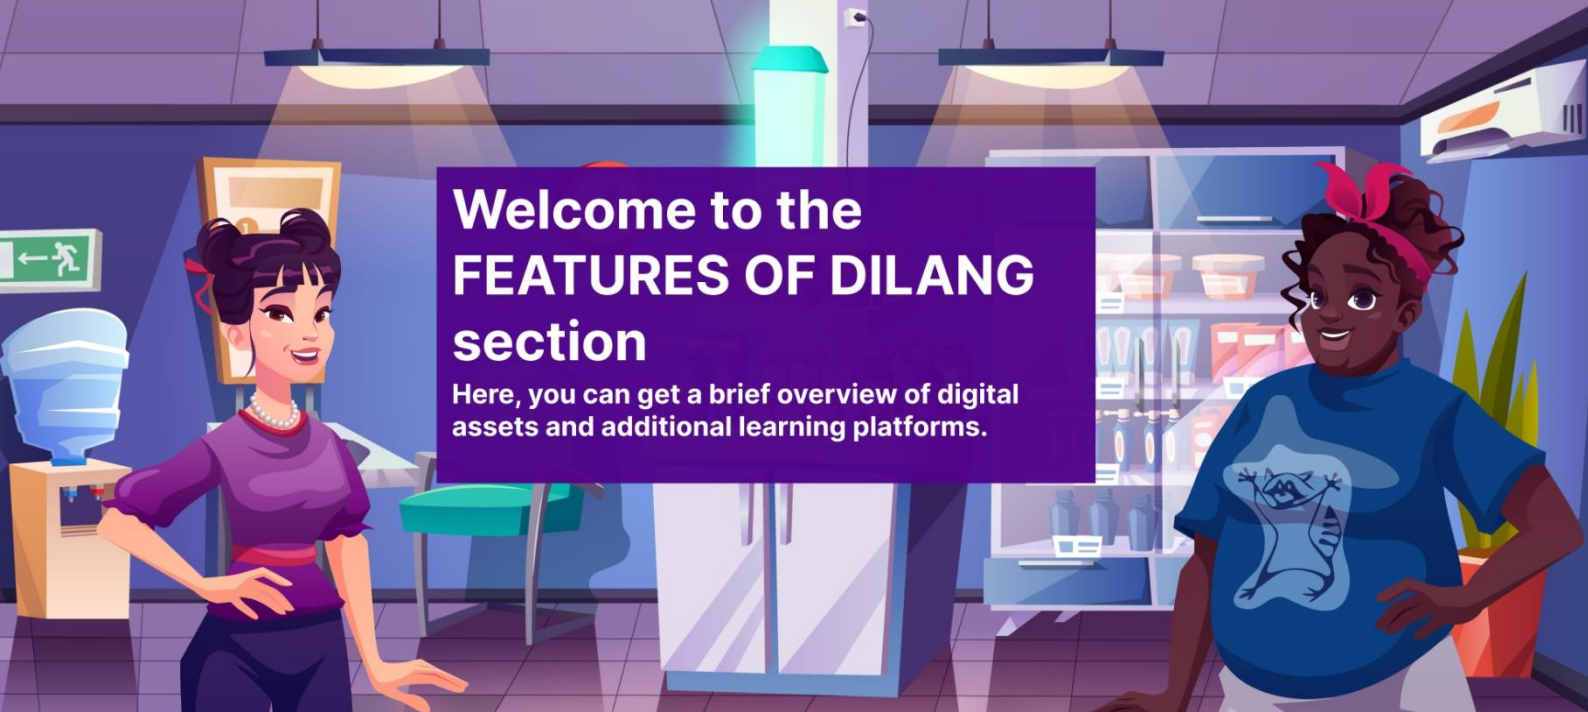 Welcome to the
FEATURES OF DILANG
section
Here, you can get a brief overview of digital
assets and additional learning platforms.